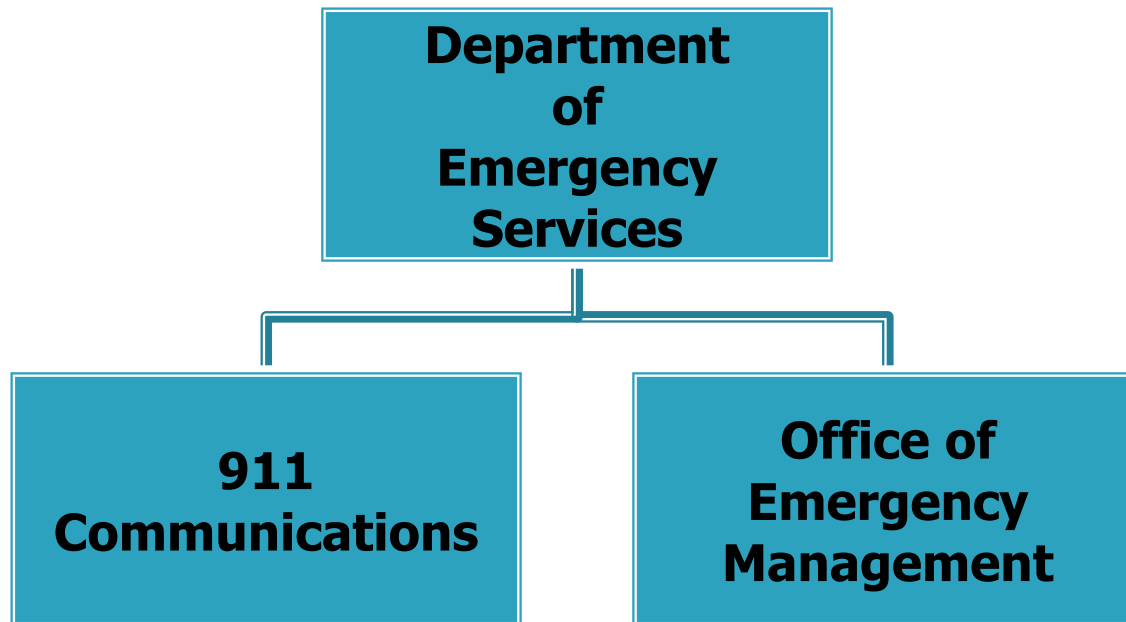 Department
of
Emergency
Services
911
Communications
Office of
Emergency
Management